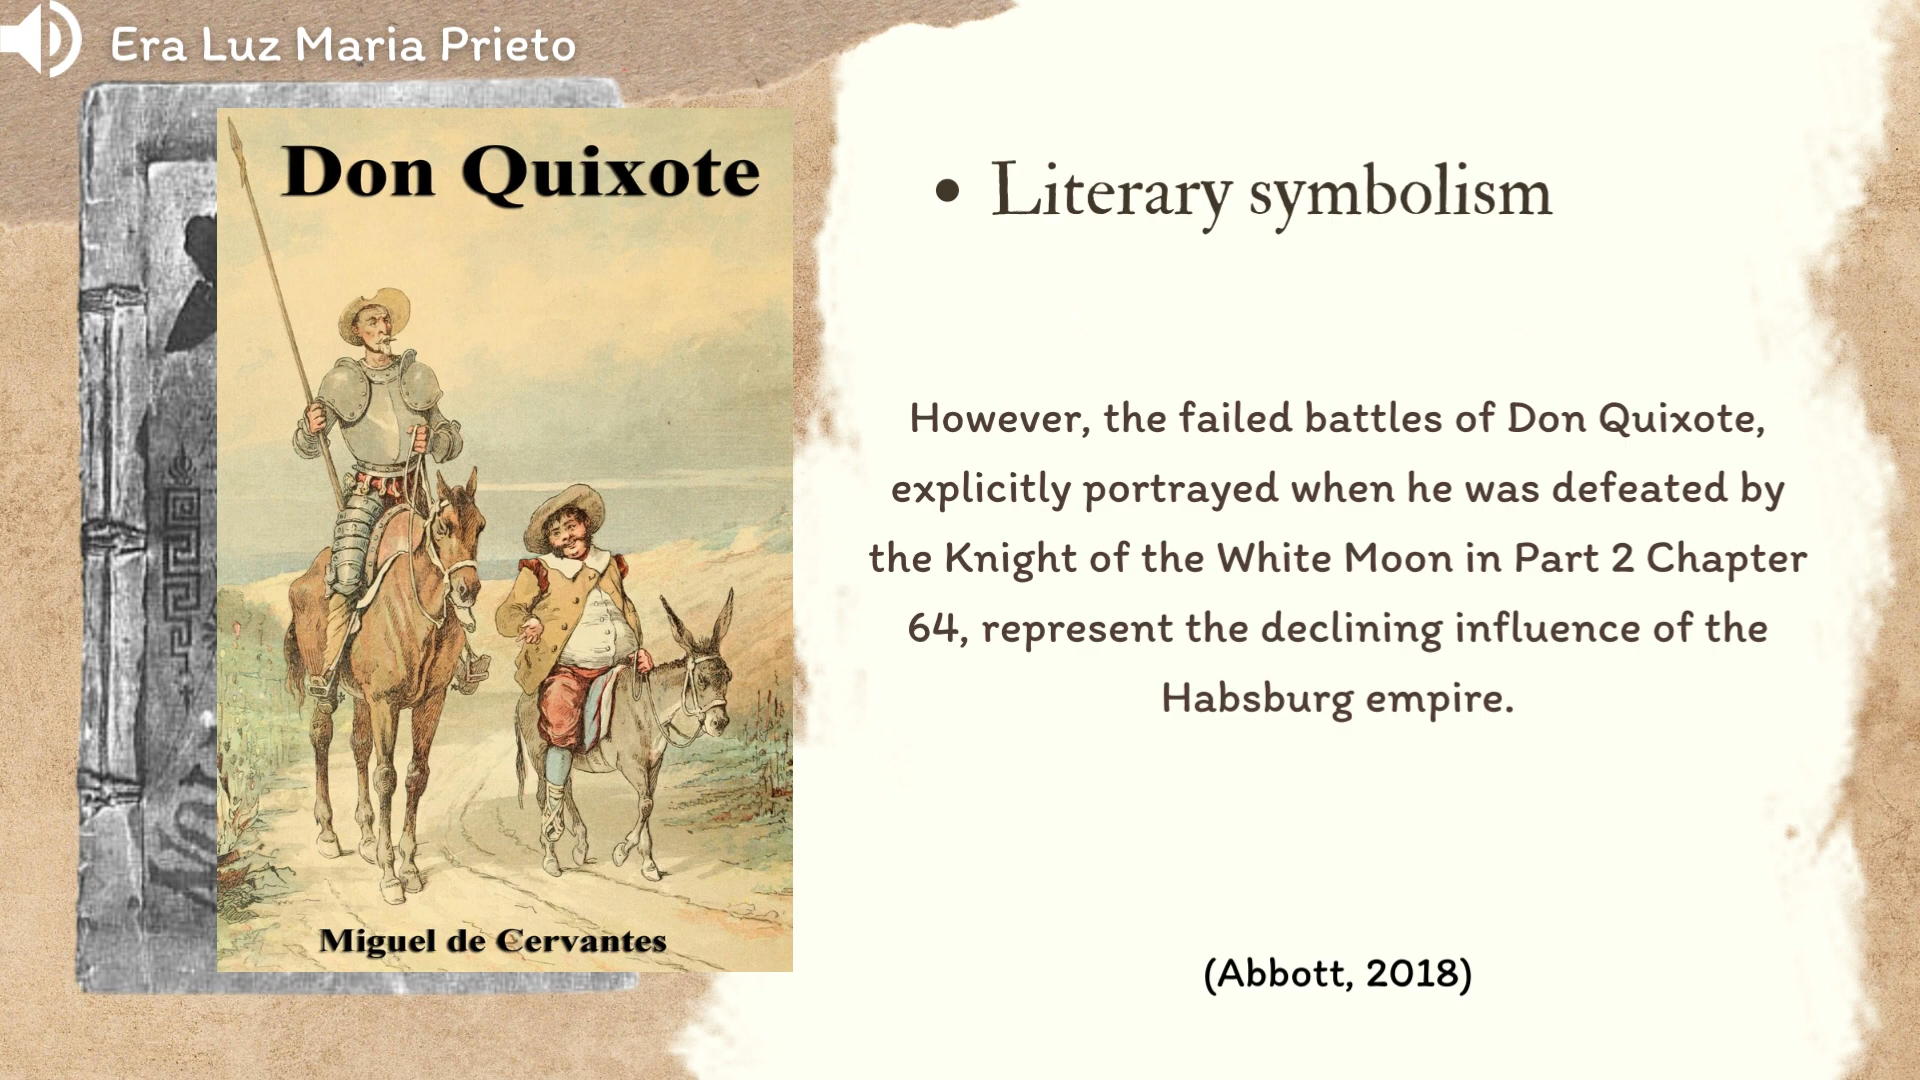 Era Luz Maria Prieto
Don Quixote
Miguel de Cervantes
• Literary symbolism
However, the failed battles of Don Quixote,
explicitly portrayed when he was defeated by
the Knight of the White Moon in Part 2 Chapter
64, represent the declining influence of the
Habsburg empire.
(Abbott, 2018)